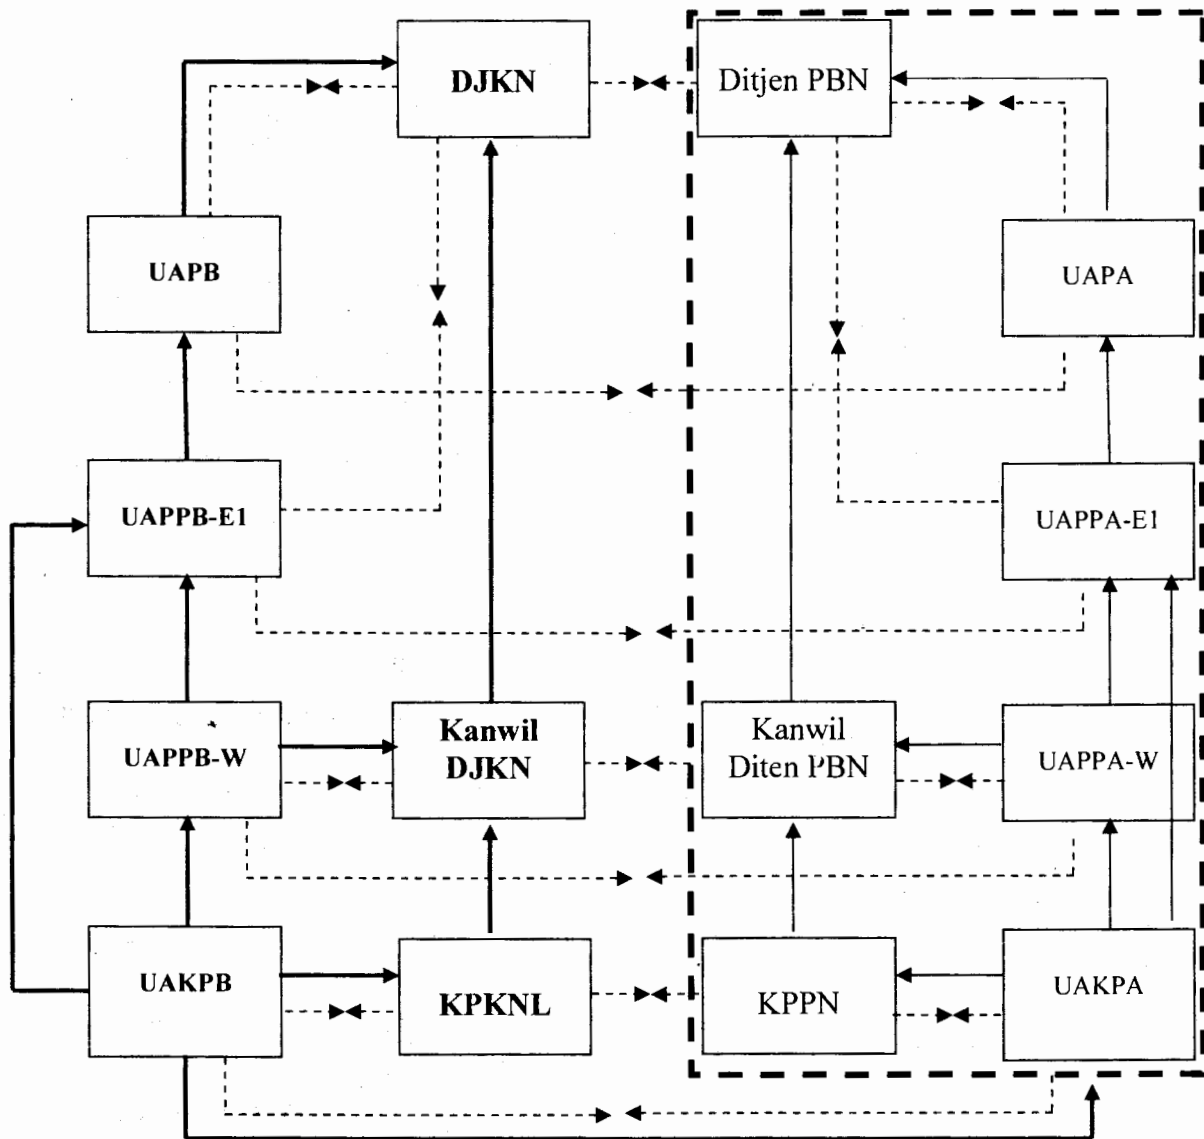 DJKN
Ditjen PBN
UAPB
UAPA
UAPPB-E1
UAPPA-E1
UAPPB-W
Kanwil
DJKN
Kanwil
Diten PBN
UAPPA-W
UAKPB
KPKNL
KPPN
UAKPA